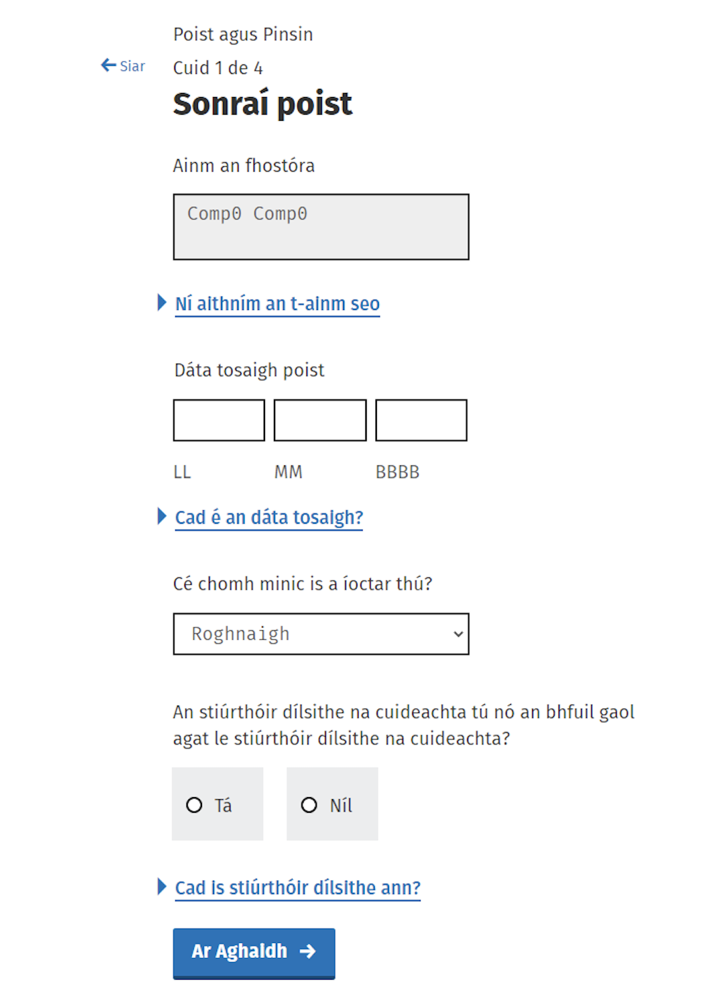 Poist agus Pinsin
Siar
Cuid 1 de 4
Sonraí poist
Ainm an fhostóra
Comp0 Comp0
Ní aithním an t-ainm seo
Dáta tosaigh poist
LL MM BBBB
Cad é an dáta tosaigh?
Cé chomh minic is a íoctar thú?
Roghnaigh
An stiúrthóir dílsithe na cuideachta tú nó an bhfuil gaol
agat le stiúrthóir dílsithe na cuideachta?
Tá Níl
Cad is stiúrthóir dílsithe ann?
Ar Aghaidh